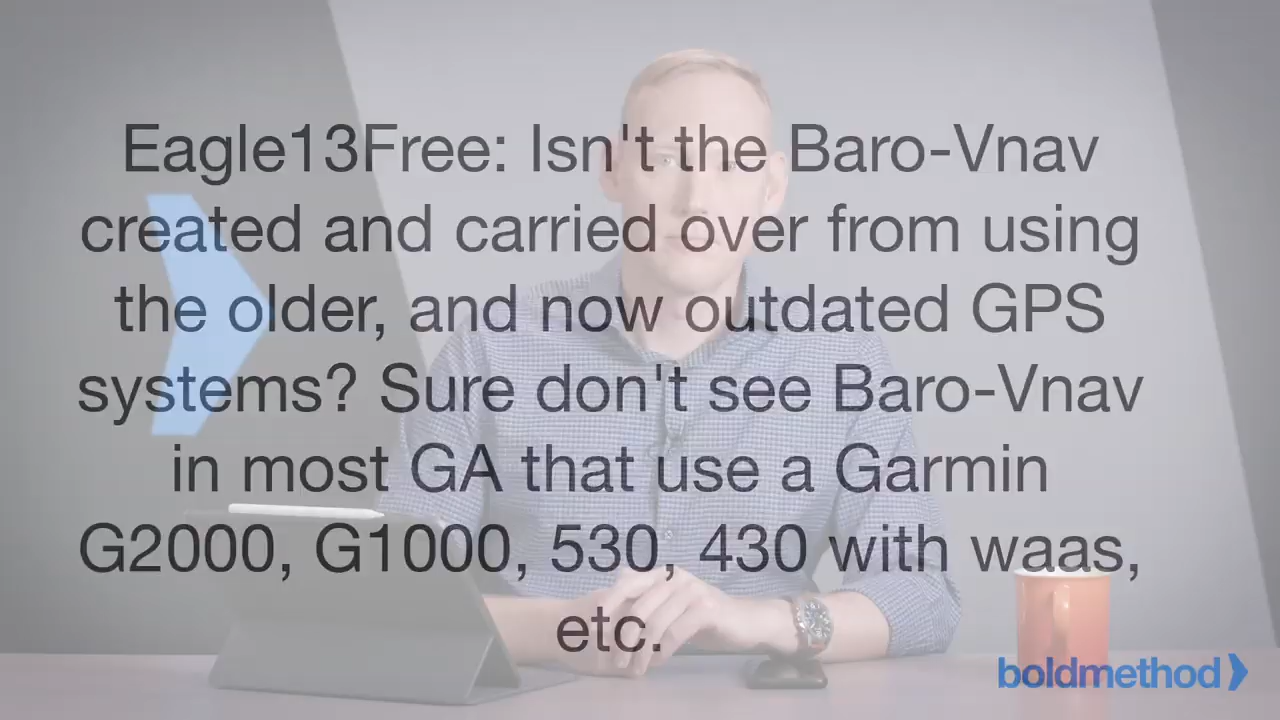 Eagle13Free: Isn't the Baro-Vnav
created and carried over from using
the older, and now outdated GPS
systems? Sure don't see Baro-Vnav
in most GA that use a Garmin
G2000, G1000, 530, 430 with waas,
etc.
boldmethod